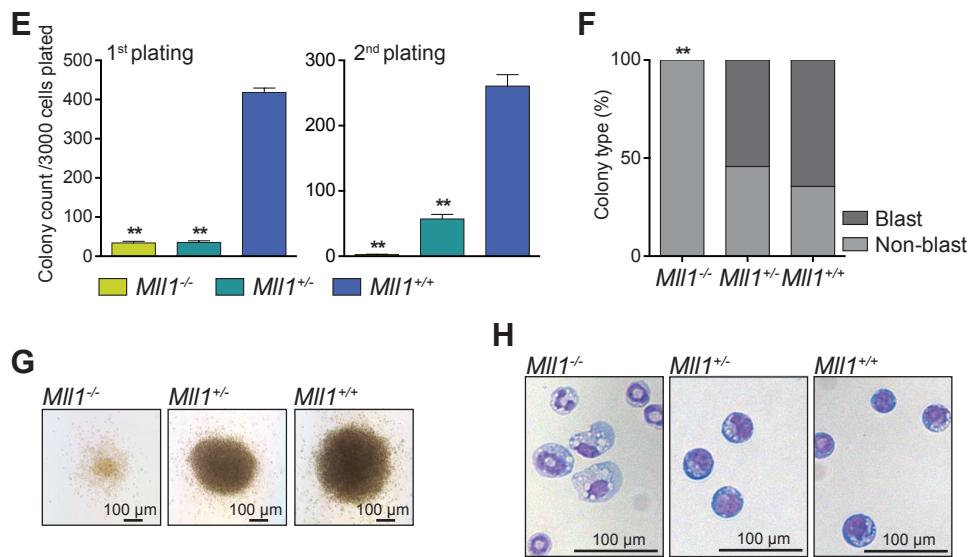 E
1st plating
2nd plating
Colony count /3000 cells plated
500
400
300
200
100
0
** **
300
200
100
0
** **
Mll1-/- Mll1+/- Mll1+/+
F
Colony type (%)
100
50
0
**
Mll1-/- Mll1+/- Mll1+/+
Blast
Non-blast
G
Mll1-/- Mll1+/- Mll1+/+
100 µm 100 µm 100 µm
H
Mll1-/- Mll1+/- Mll1+/+
100 µm 100 µm 100 µm